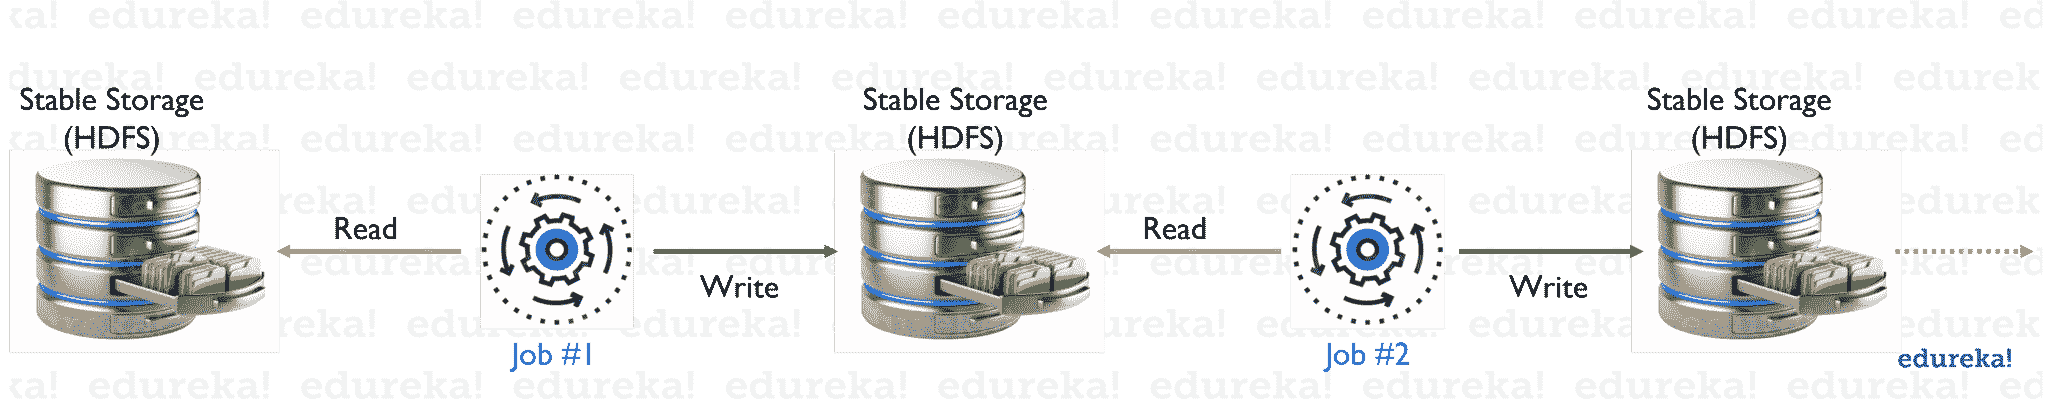 Stable Storage
(HDFS)
Read
Job #1
Write
Stable Storage
(HDFS)
Read
Job #2
Write
Stable Storage
(HDFS)
edureka!